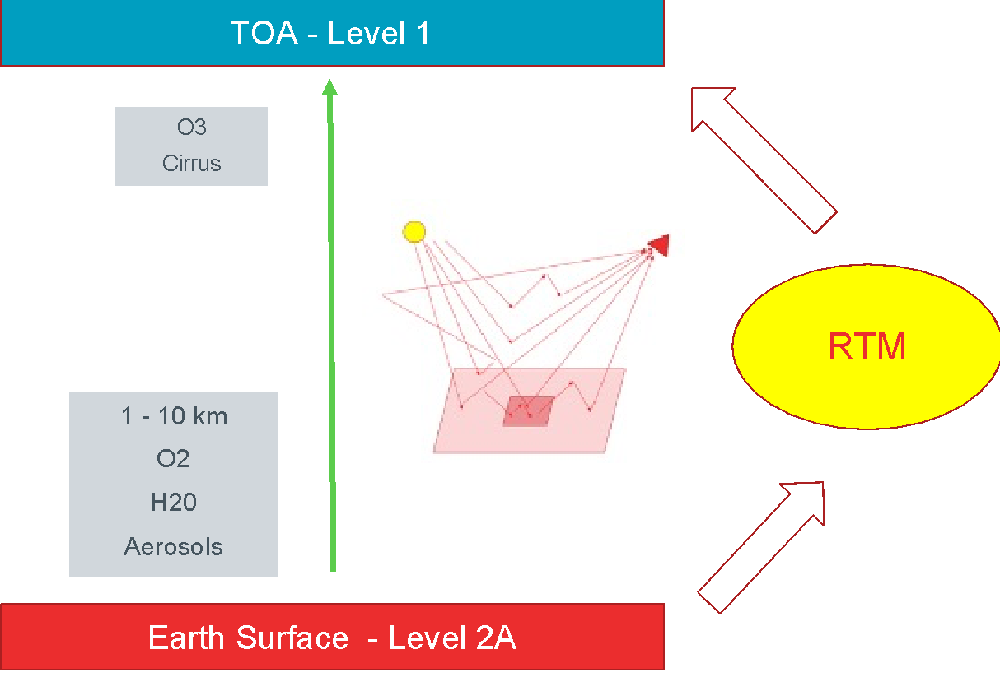 TOA - Level 1
O3
Cirrus
RTM
1 - 10 km
O2
H20
Aerosols
Earth Surface - Level 2A